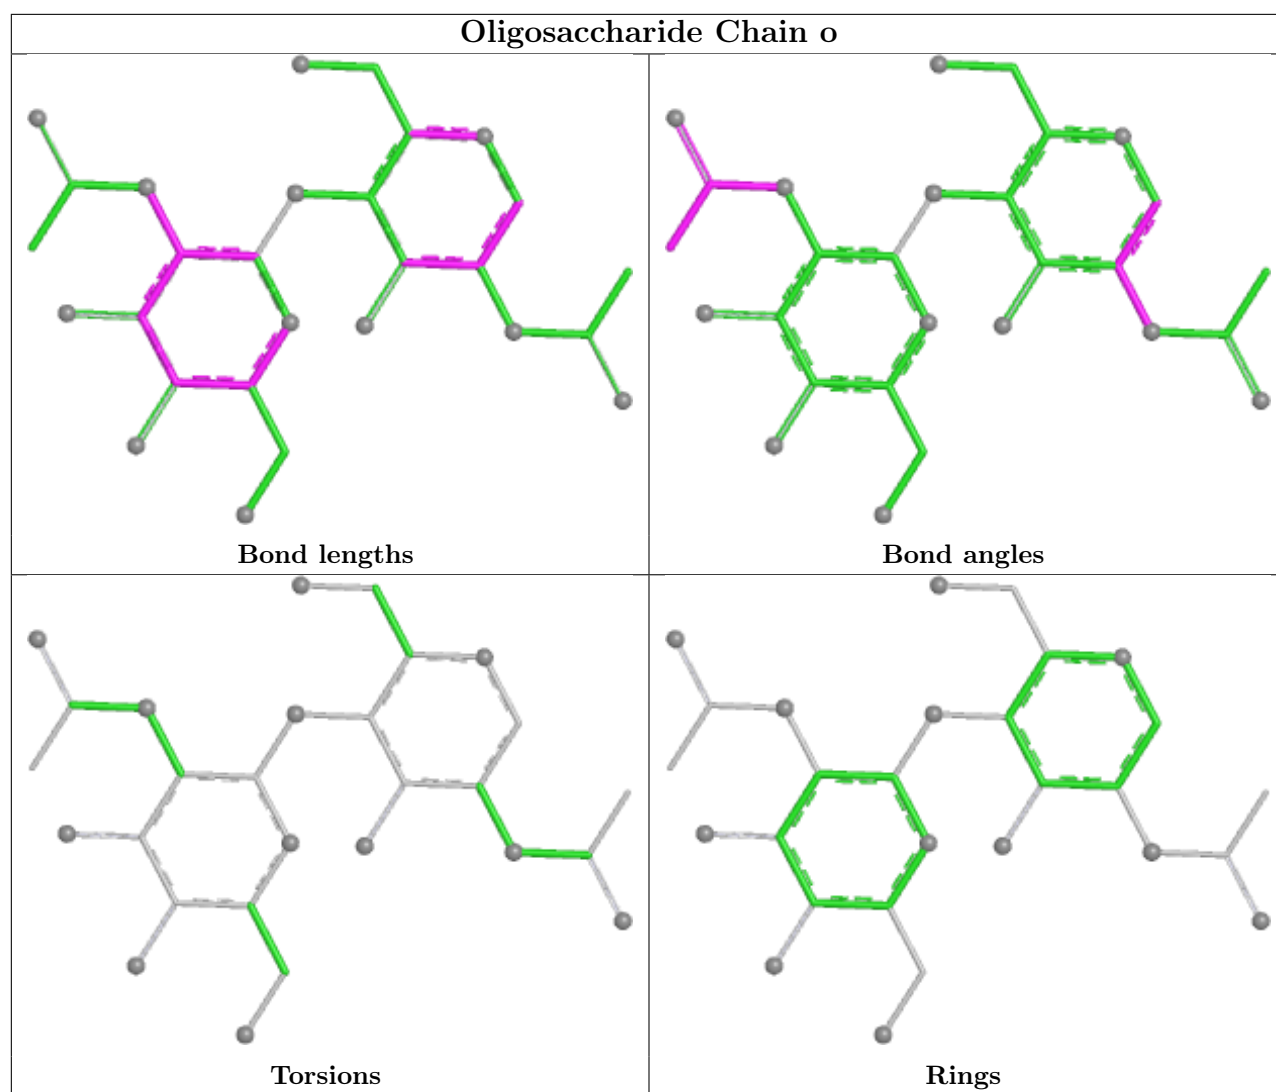 Oligosaccharide Chain o
Bond lengths
Bond angles
Torsions
Rings